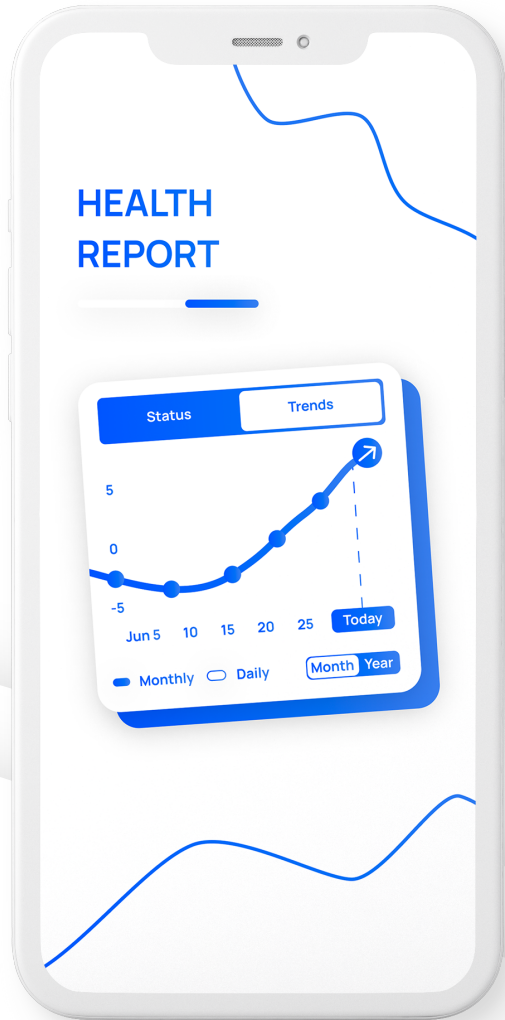 HEALTH
REPORT
Status Trends
5
0
-5
Jun 5 10 15 20 25 Today
Monthly Daily Month Year